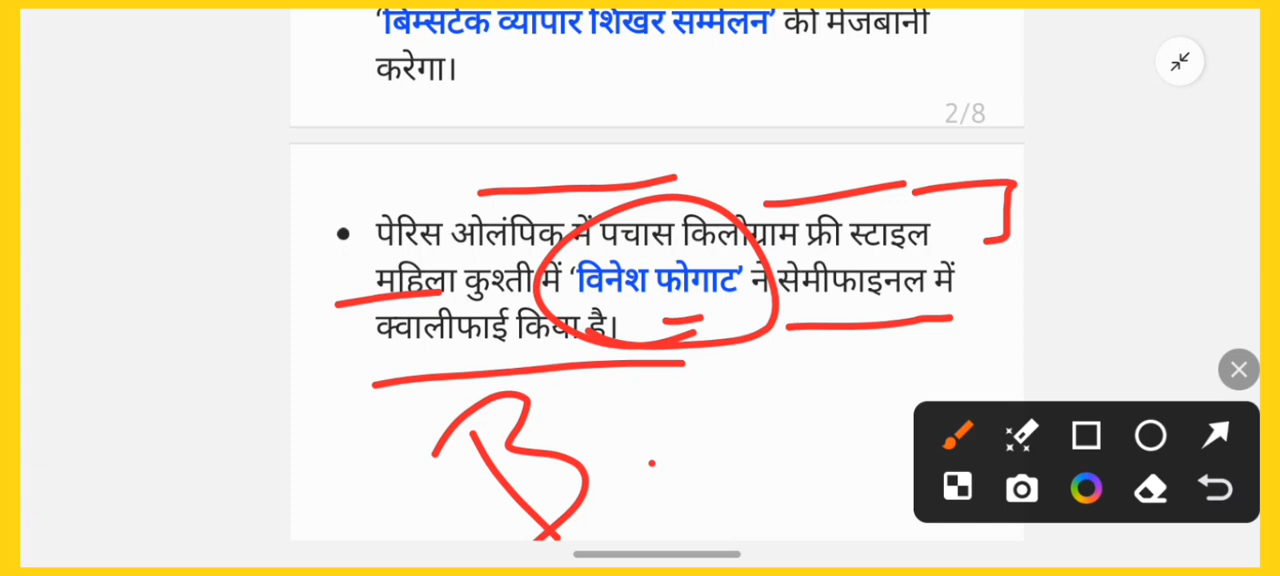 ‘बिम्सटेक व्यापार शिखर सम्मेलन’ की मेजबानी
करेगा।
2/8
• पेरिस ओलंपिक में पचास किलोग्राम फ्री स्टाइल
महिला कुश्ती में ‘विनेश फोगाट’ ने सेमीफाइनल में
क्वालीफाई किया है।
B